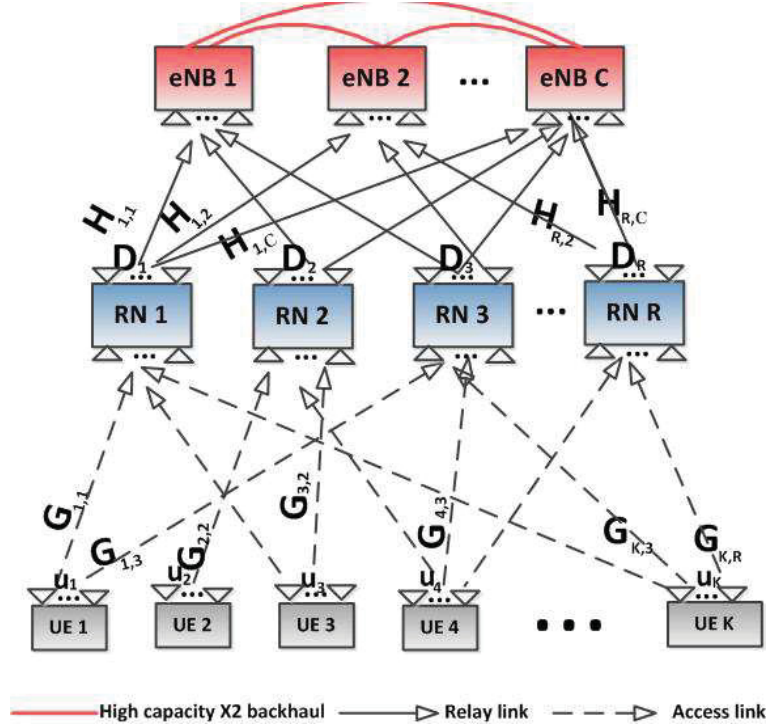 eNB 1 eNB 2 ... eNB C
... ... ...
H1,1 H1,2 H1,C HR,2 HR,C
D1 D2 D3 DR
... ... ... ...
RN 1 RN 2 RN 3 ... RN R
... ... ... ...
G1,1 G1,3 G2,2 G3,2 G4,3 GK,3 GK,R
u1 u2 u3 u4 uK
... ... ... ... ...
UE 1 UE 2 UE 3 UE 4 ... UE K
High capacity X2 backhaul Relay link Access link